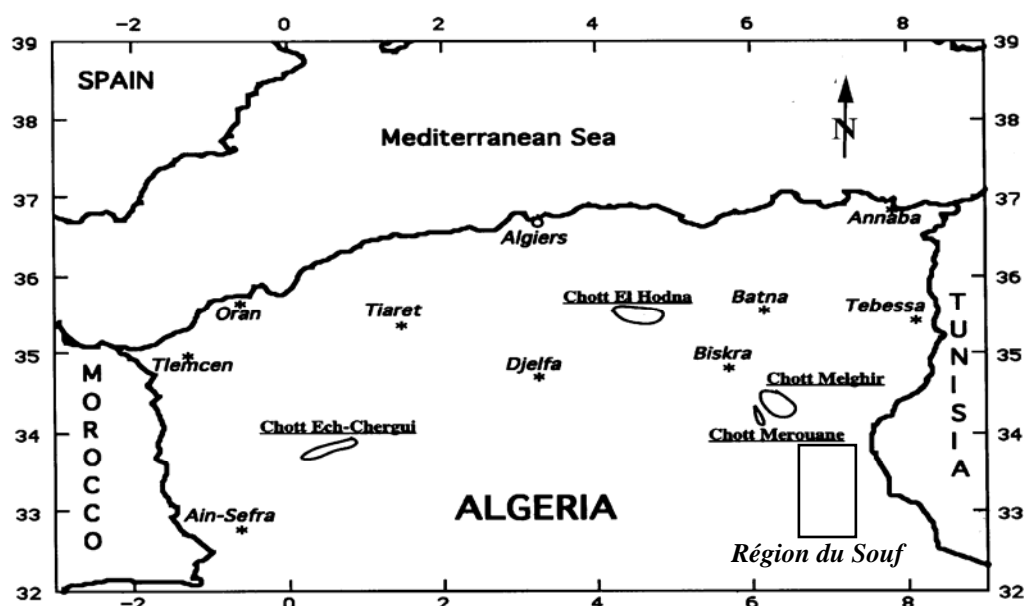 -2 0 2 4 6 8
39 39
SPAIN
38 38
N
Mediterranean Sea
37 37
Annaba
Algiers
36 36
Chott El Hodna
Batna
Tiaret
Tebessa
Oran
TUNISIA
35 35
Tlemcen
Djelfa
Biskra
MOROCCO
Chott Melghir
Chott Ech-Chergui
Chott Merouane
34 34
Ain-Sefra
ALGERIA
33 33
Région du Souf
32 32
-2 0 2 4 6 8